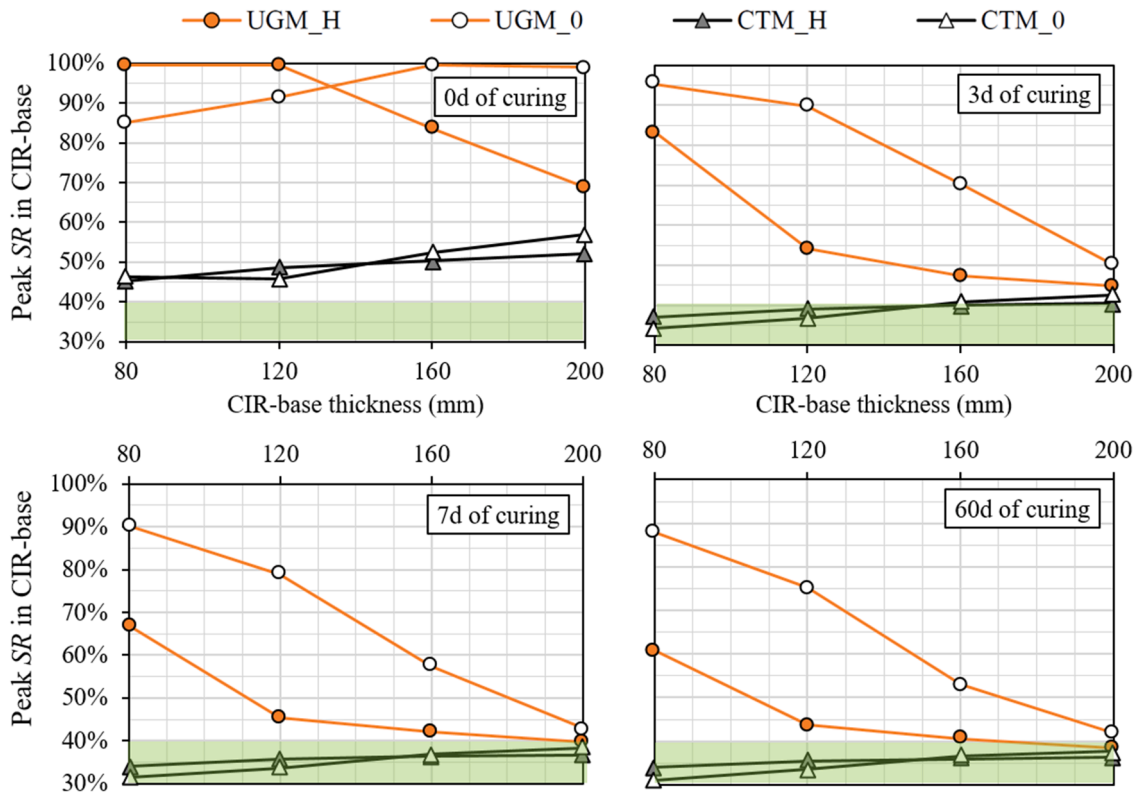 UGM_H UGM_0 CTM_H CTM_0
100%
90%
80%
70%
60%
50%
40%
30%
Peak SR in CIR-base
0d of curing
80 120 160 200
CIR-base thickness (mm)
3d of curing
80 120 160 200
CIR-base thickness (mm)
80 120 160 200
100%
90%
80%
70%
60%
50%
40%
30%
Peak SR in CIR-base
7d of curing
80 120 160 200
60d of curing